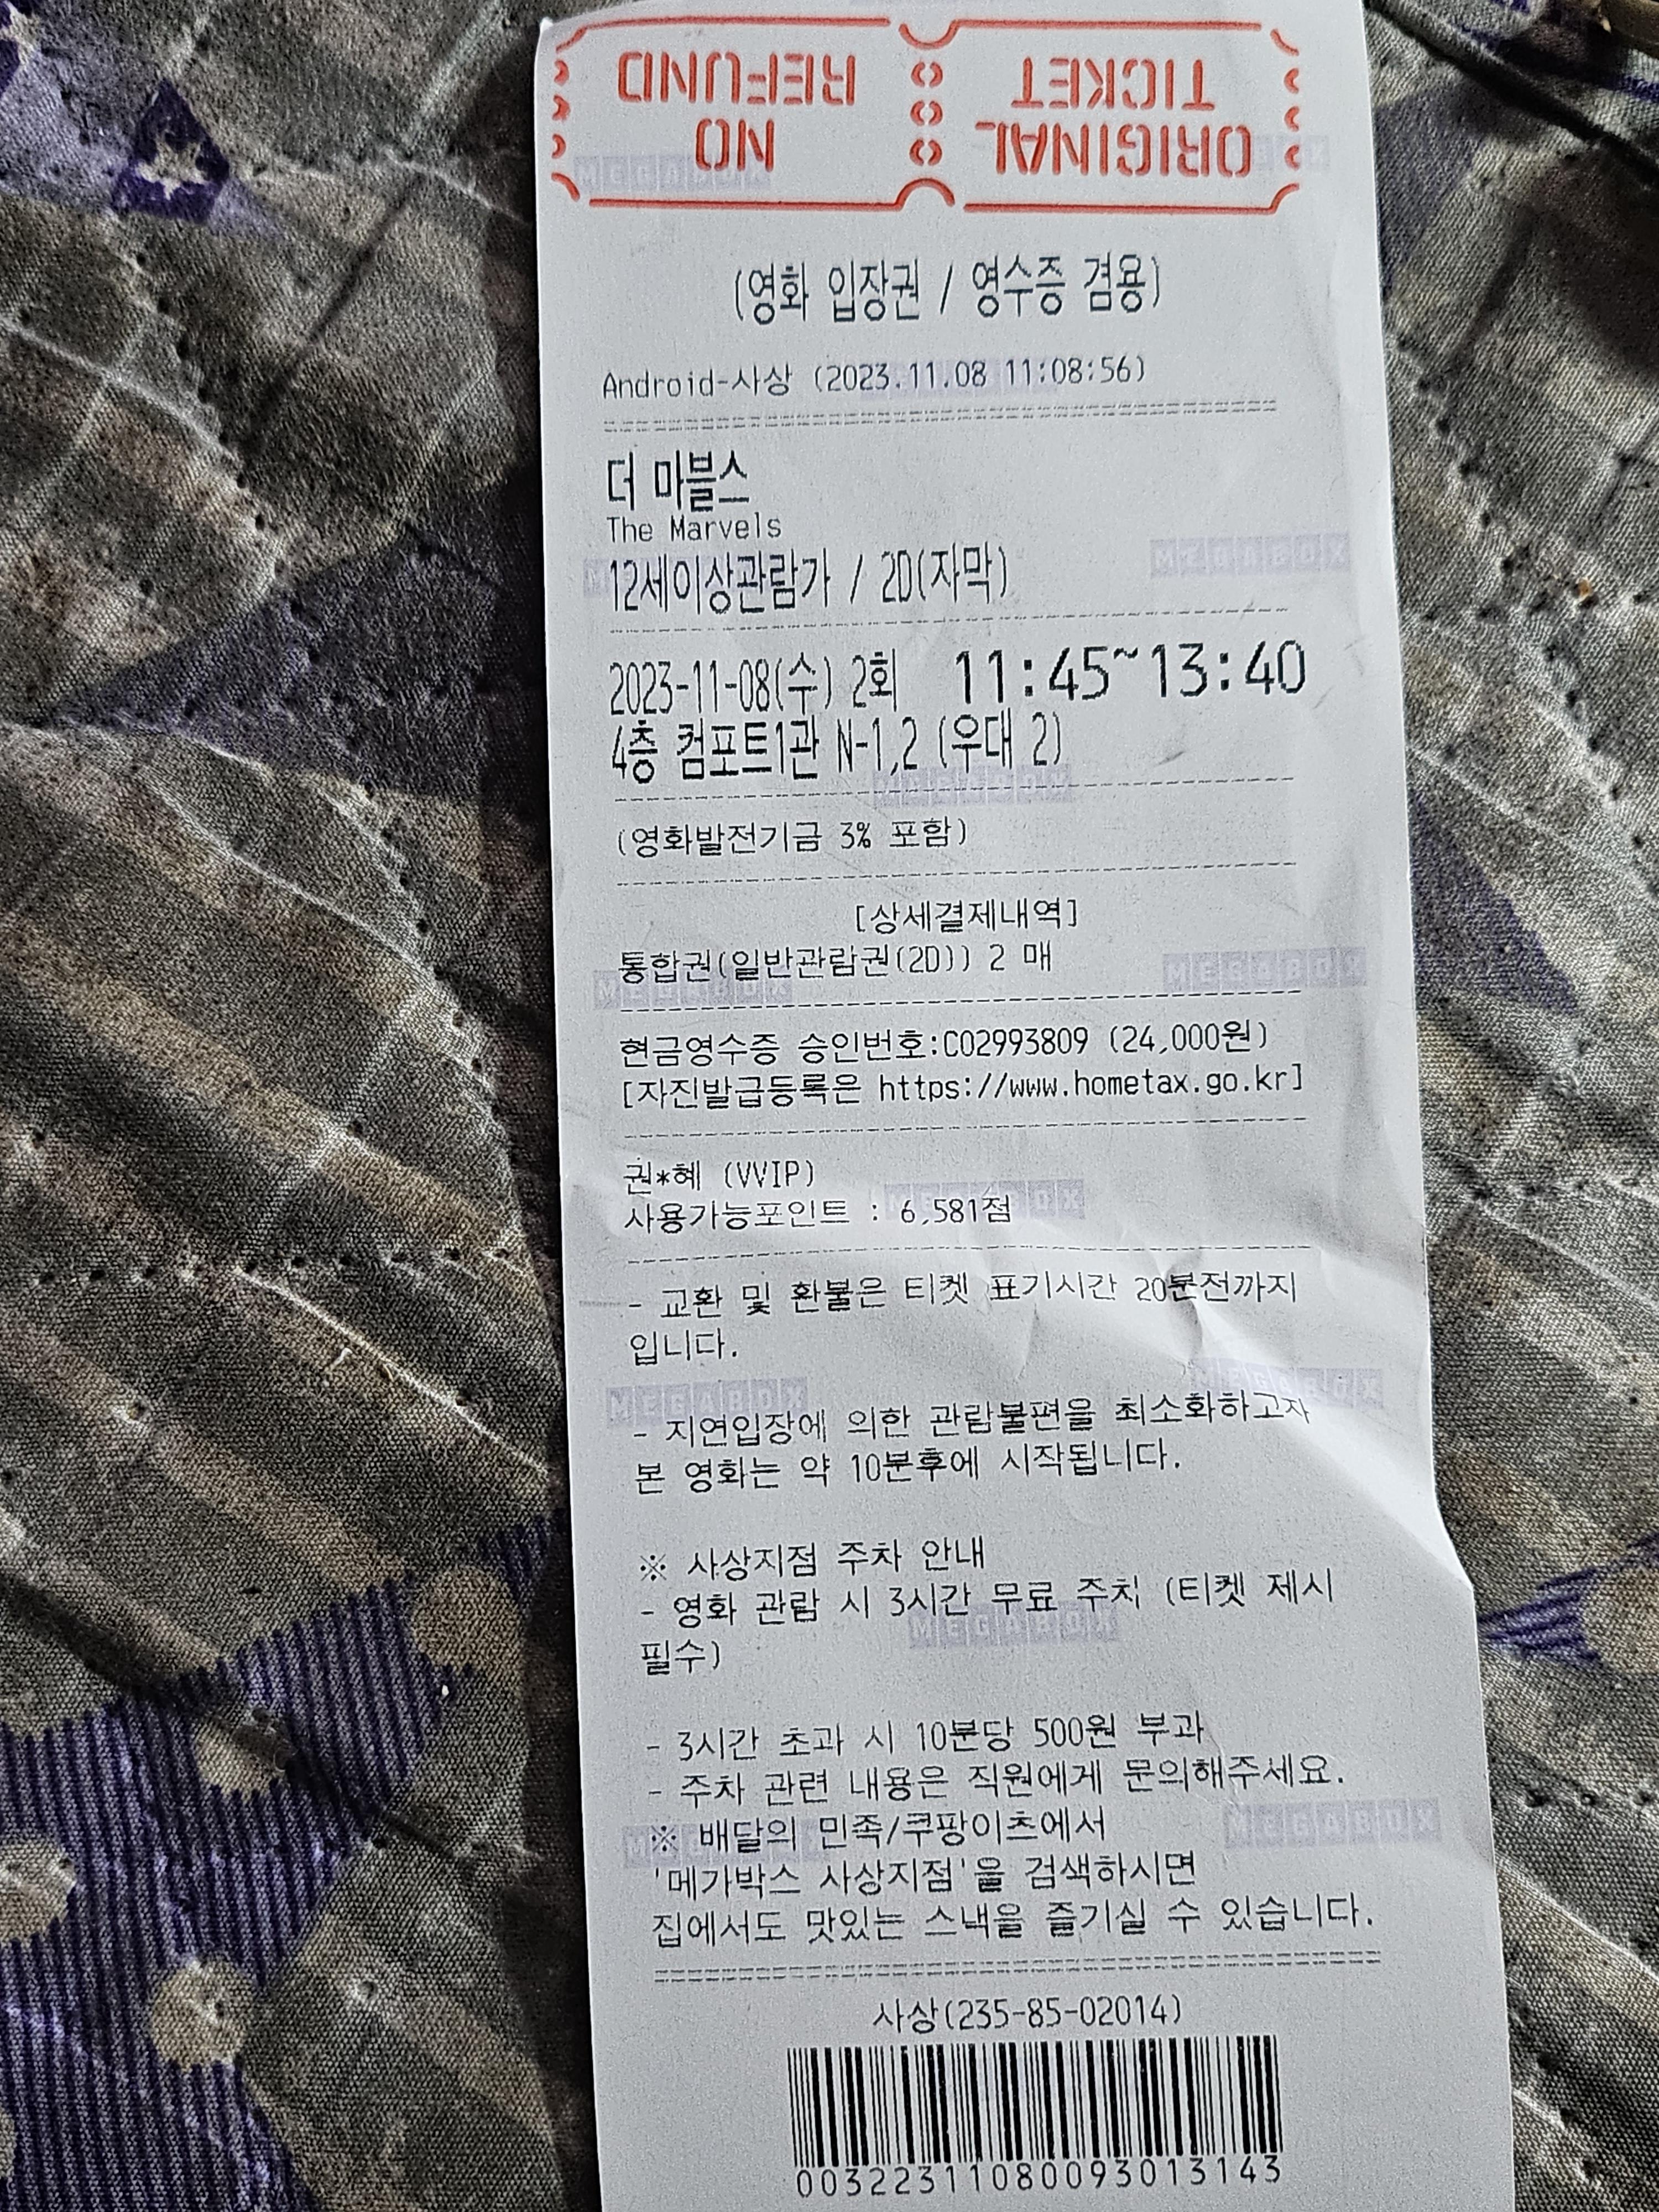 ORIGINAL TICKET
NO REFUND
(영화 입장권 / 영수증 겸용)
Android-사상 (2023.11.08 11:08:56)
더 마블스
The Marvels
12세이상관람가 / 2D(자막)
2023-11-08(수) 2회 11:45~13:40
4층 컴포트1관 N-1,2 (우대 2)
(영화발전기금 3% 포함)
[상세결제내역]
통합권(일반관람권(2D)) 2 매
현금영수증 승인번호:C02993809 (24,000원)
[자진발급등록은 https://www.hometax.go.kr]
권*혜 (VVIP)
사용가능포인트 : 6,581점
- 교환 및 환불은 티켓 표기시간 20분전까지
입니다.
- 지연입장에 의한 관람불편을 최소화하고자
본 영화는 약 10분후에 시작됩니다.
※ 사상지점 주차 안내
- 영화 관람 시 3시간 무료 주차 (티켓 제시
필수)
- 3시간 초과 시 10분당 500원 부과
- 주차 관련 내용은 직원에게 문의해주세요.
※ 배달의 민족/쿠팡이츠에서
'메가박스 사상지점'을 검색하시면
집에서도 맛있는 스낵을 즐기실 수 있습니다.
사상(235-85-02014)
00322311080093013143
MEGABOX